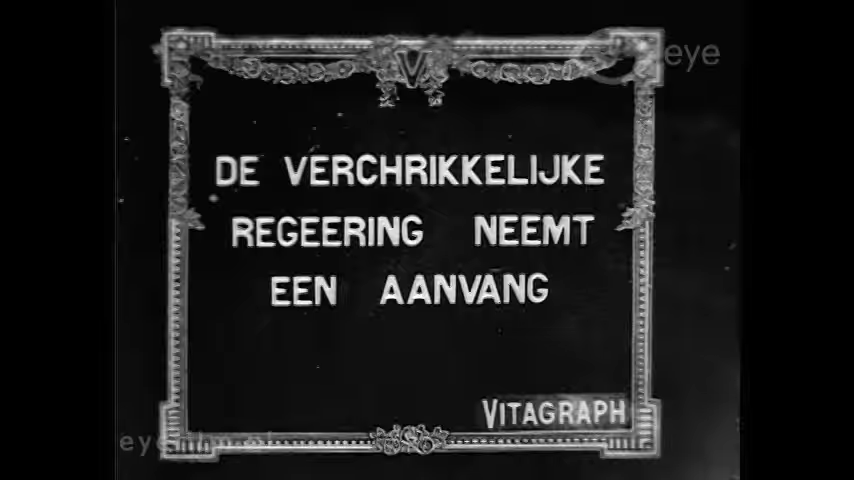 eye
V
DE VERCHRIKKELIJKE
REGEERING NEEMT
EEN AANVANG
VITAGRAPH